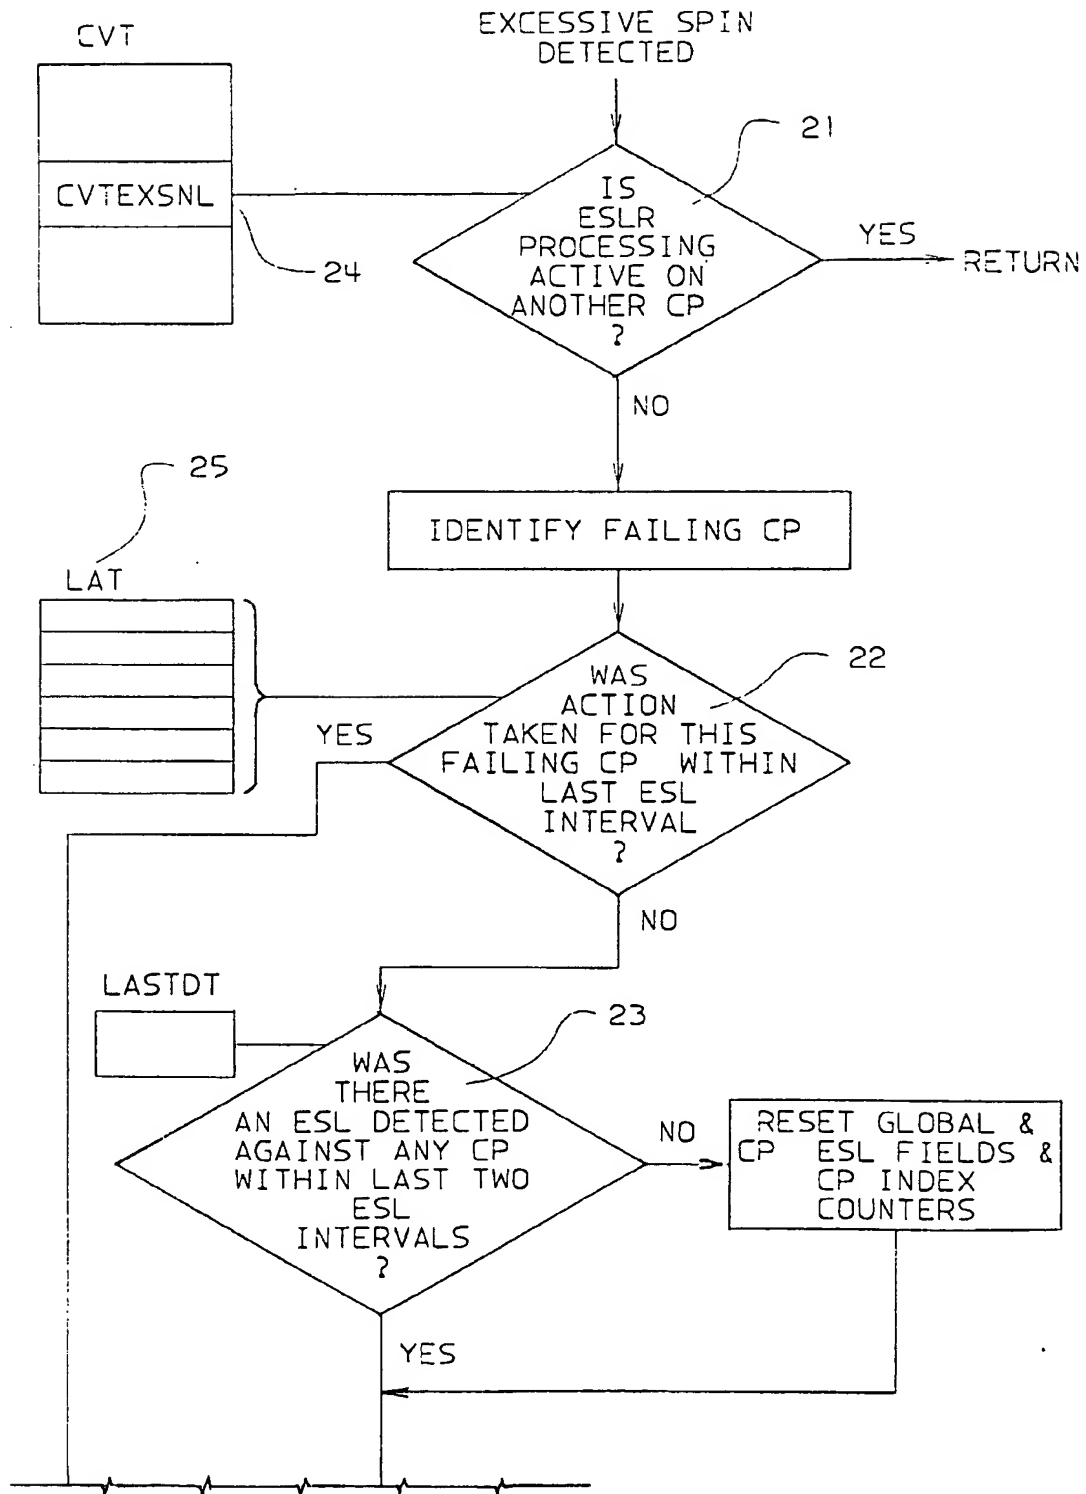 CVT
EXCESSIVE SPIN
DETECTED
21
CVTEXSNL
24
IS
ESLR
PROCESSING
ACTIVE ON
ANOTHER CP
?
YES
RETURN
NO
25
IDENTIFY FAILING CP
LAT
22
WAS
ACTION
TAKEN FOR THIS
FAILING CP WITHIN
LAST ESL
INTERVAL
?
YES
NO
LASTDT
23
WAS
THERE
AN ESL DETECTED
AGAINST ANY CP
WITHIN LAST TWO
ESL
INTERVALS
?
NO
RESET GLOBAL &
CP ESL FIELDS &
CP INDEX
COUNTERS
YES